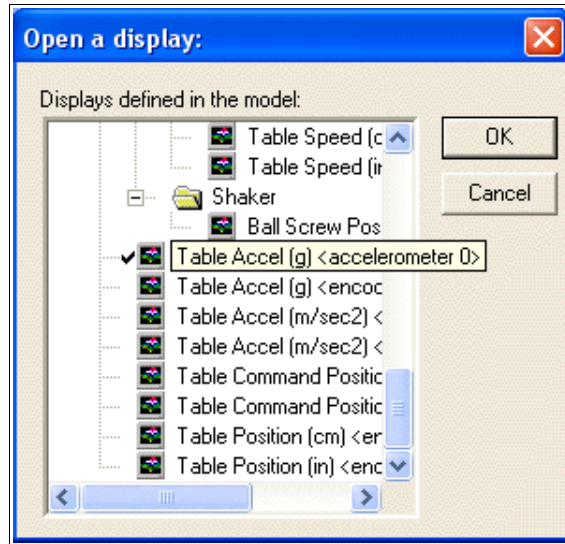 Open a display:
Displays defined in the model:
Table Speed (c
Table Speed (in
Shaker
Ball Screw Pos
Table Accel (g) <accelerometer 0>
Table Accel (g) <encoc
Table Accel (m/sec2) <
Table Accel (m/sec2) <
Table Command Positic
Table Command Positic
Table Position (cm) <er
Table Position (in) <enc
OK
Cancel